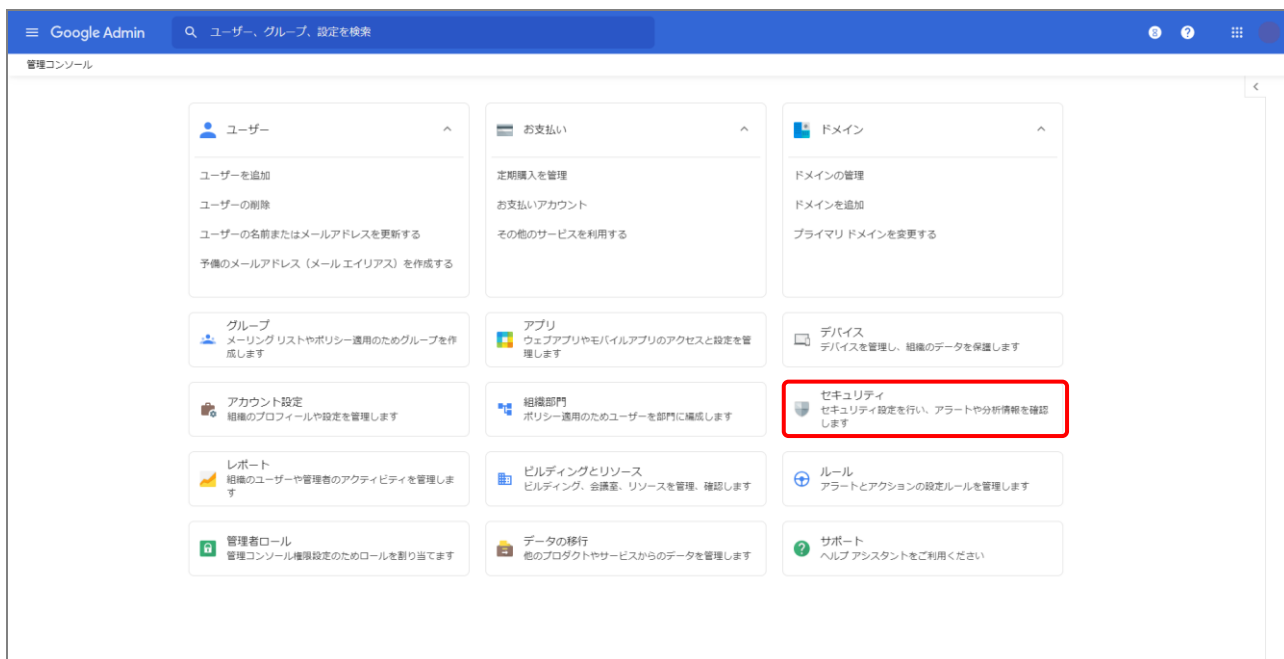 Google Admin
ユーザー、グループ、設定を検索
8
?
管理コンソール
ユーザー
ユーザーを追加
ユーザーの削除
ユーザーの名前またはメールアドレスを更新する
予備のメールアドレス（メール エイリアス）を作成する
お支払い
定期購入を管理
お支払いアカウント
その他のサービスを利用する
ドメイン
ドメインの管理
ドメインを追加
プライマリ ドメインを変更する
グループ
メーリング リストやポリシー適用のためグループを作
成します
アプリ
ウェブアプリやモバイルアプリのアクセスと設定を管
理します
デバイス
デバイスを管理し、組織のデータを保護します
アカウント設定
組織のプロフィールや設定を管理します
組織部門
ポリシー適用のためユーザーを部門に編成します
セキュリティ
セキュリティ設定を行い、アラートや分析情報を確認
します
レポート
組織のユーザーや管理者のアクティビティを管理しま
す
ビルディングとリソース
ビルディング、会議室、リソースを管理、確認します
ルール
アラートとアクションの設定ルールを管理します
管理者ロール
管理コンソール権限設定のためロールを割り当てます
データの移行
他のプロダクトやサービスからのデータを管理します
サポート
ヘルプ アシスタントをご利用ください